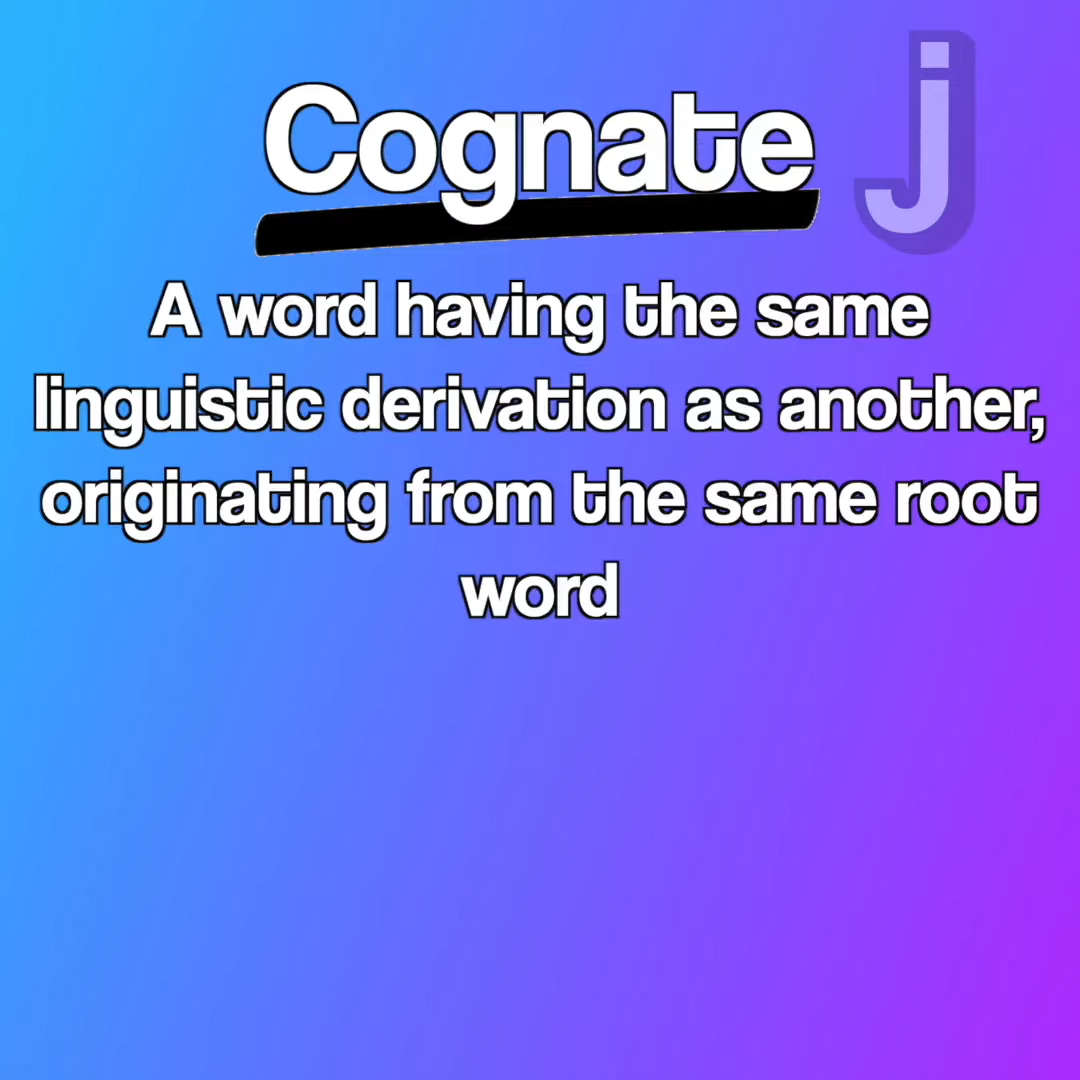 j
Cognate
A word having the same
linguistic derivation as another,
originating from the same root
word